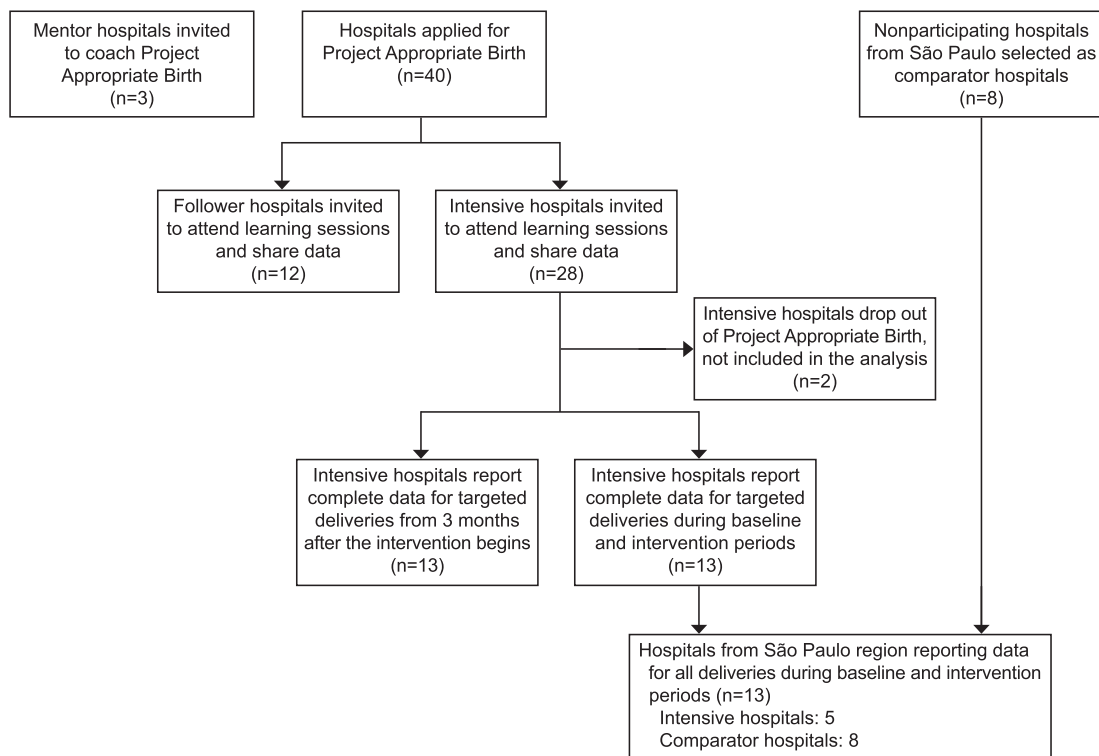 Mentor hospitals invited
to coach Project
Appropriate Birth
(n=3)
Hospitals applied for
Project Appropriate Birth
(n=40)
Nonparticipating hospitals
from São Paulo selected as
comparator hospitals
(n=8)
Follower hospitals invited
to attend learning sessions
and share data
(n=12)
Intensive hospitals invited
to attend learning sessions
and share data
(n=28)
Intensive hospitals drop out
of Project Appropriate Birth,
not included in the analysis
(n=2)
Intensive hospitals report
complete data for targeted
deliveries from 3 months
after the intervention begins
(n=13)
Intensive hospitals report
complete data for targeted
deliveries during baseline
and intervention periods
(n=13)
Hospitals from São Paulo region reporting data
for all deliveries during baseline and intervention
periods (n=13)
Intensive hospitals: 5
Comparator hospitals: 8